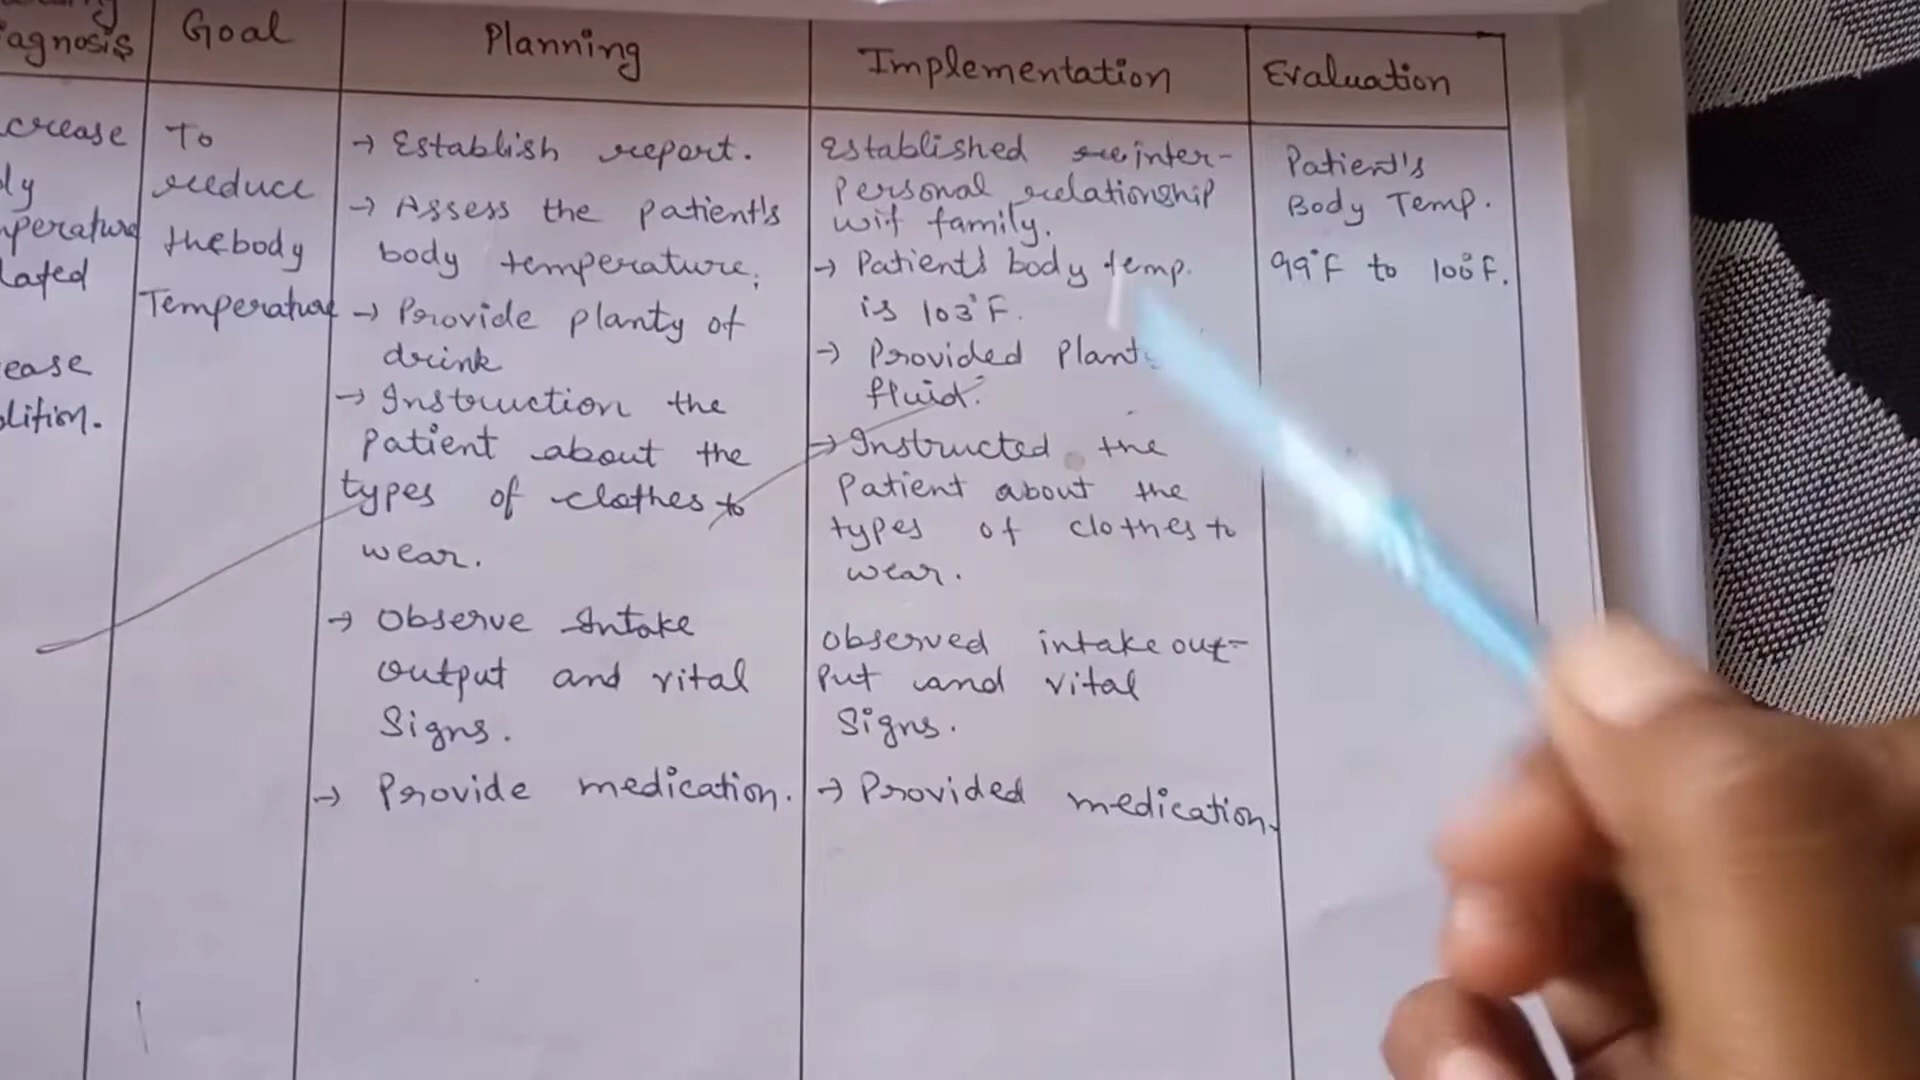 agnosis
Goal
Planning
Implementation
Evaluation
crease
ly
perature
lated
ease
dition.
To
reduce
the body
Temperature
→ Establish report.
→ Assess the patient's
body temperature.
→ Provide planty of
drink
→ Instruction the
patient about the
types of clothes to
wear.
→ Observe Intake
output and vital
Signs.
→ Provide medication.
Established inter-
personal relationship
wit family.
→ Patient's body temp.
is 103°F.
→ Provided Plant
fluid.
→ Instructed the
Patient about the
types of clothes to
wear.
observed intake out-
put and vital
Signs.
→ Provided medication.
Patient's
Body Temp.
99°F to 100°F.